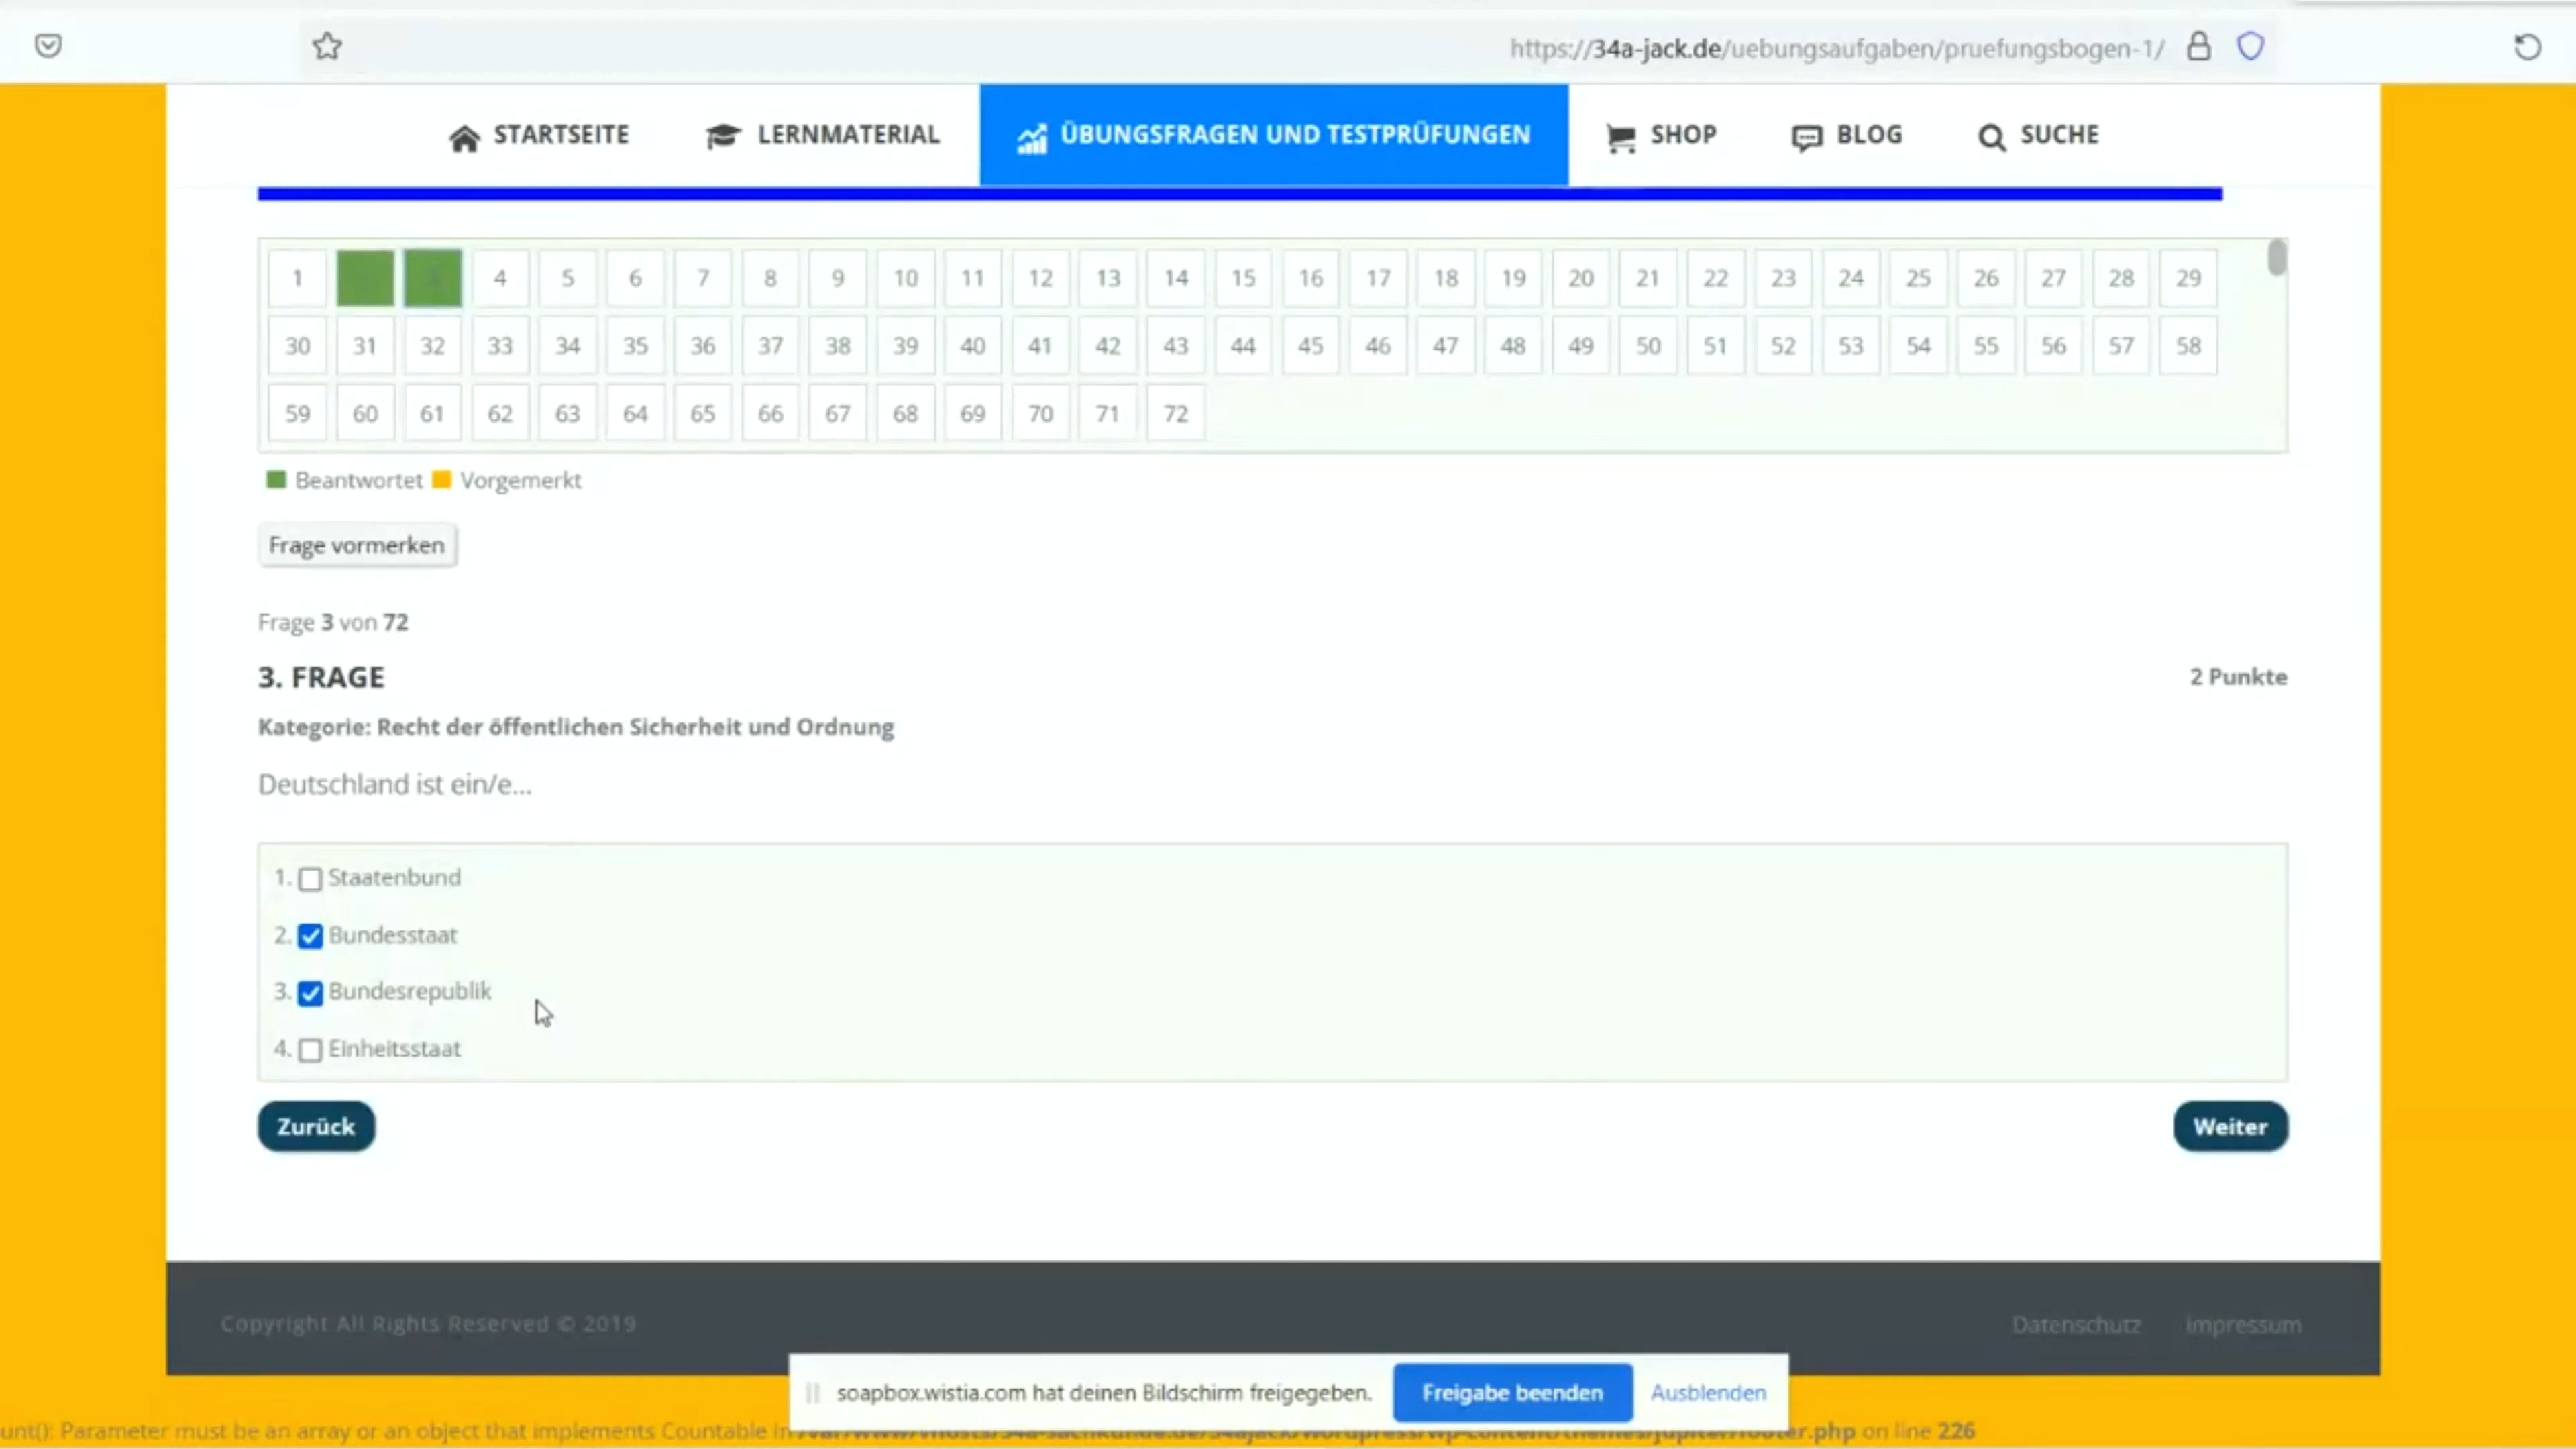 https://34a-jack.de/uebungsaufgaben/pruefungsbogen-1/
STARTSEITE LERNMATERIAL ÜBUNGSFRAGEN UND TESTPRÜFUNGEN SHOP BLOG SUCHE
1 3 4 5 6 7 8 9 10 11 12 13 14 15 16 17 18 19 20 21 22 23 24 25 26 27 28 29
30 31 32 33 34 35 36 37 38 39 40 41 42 43 44 45 46 47 48 49 50 51 52 53 54 55 56 57 58
59 60 61 62 63 64 65 66 67 68 69 70 71 72
Beantwortet Vorgemerkt
Frage vormerken
Frage 3 von 72
3. FRAGE 2 Punkte
Kategorie: Recht der öffentlichen Sicherheit und Ordnung
Deutschland ist ein/e...
1. Staatenbund
2. Bundesstaat
3. Bundesrepublik
4. Einheitsstaat
Zurück Weiter
Copyright All Rights Reserved © 2019 Datenschutz Impressum
soapbox.wistia.com hat deinen Bildschirm freigegeben. Freigabe beenden Ausblenden
unt(): Parameter must be an array or an object that implements Countable in on line 226